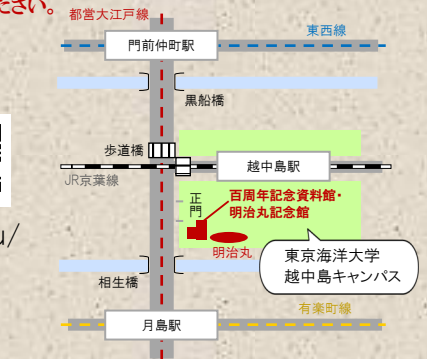 ださい。
都営大江戸線
東西線
門前仲町駅
黒船橋
歩道橋
越中島駅
JR京葉線
正門
百周年記念資料館・
明治丸記念館
明治丸
u/
東京海洋大学
越中島キャンパス
相生橋
有楽町線
月島駅